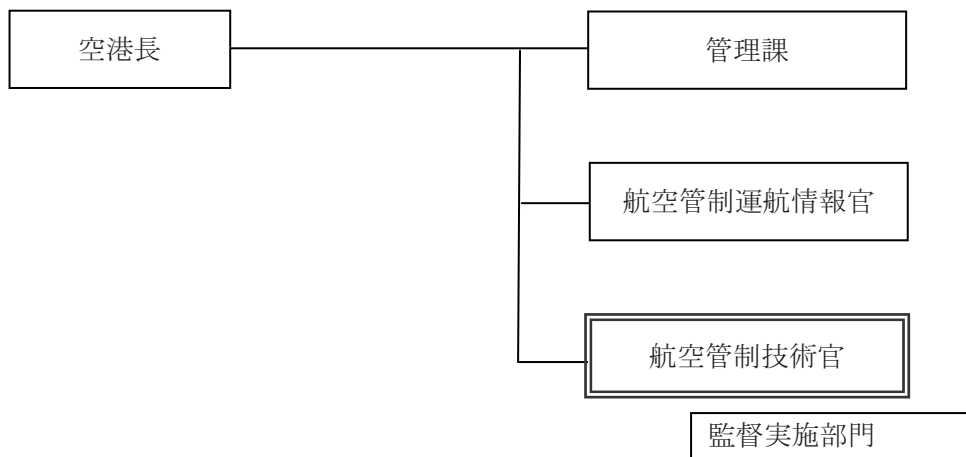 空港長
管理課
航空管制運航情報官
航空管制技術官
監督実施部門